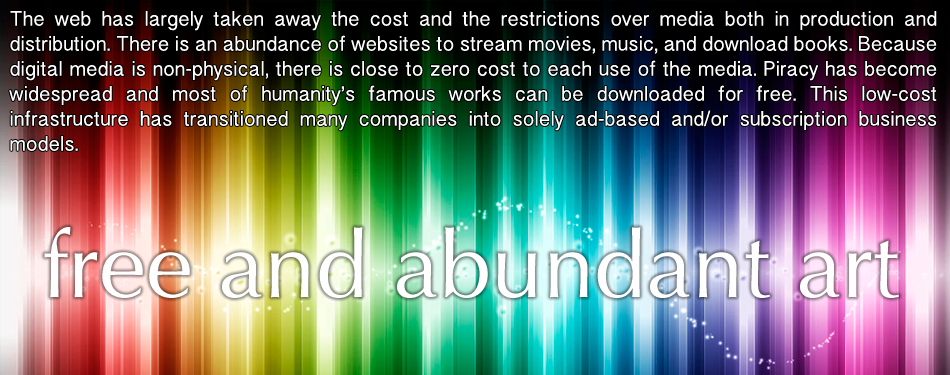 The web has largely taken away the cost and the restrictions over media both in production and
distribution. There is an abundance of websites to stream movies, music, and download books. Because
digital media is non-physical, there is close to zero cost to each use of the media. Piracy has become
widespread and most of humanity's famous works can be downloaded for free. This low-cost
infrastructure has transitioned many companies into solely ad-based and/or subscription business
models.
free and abundant art